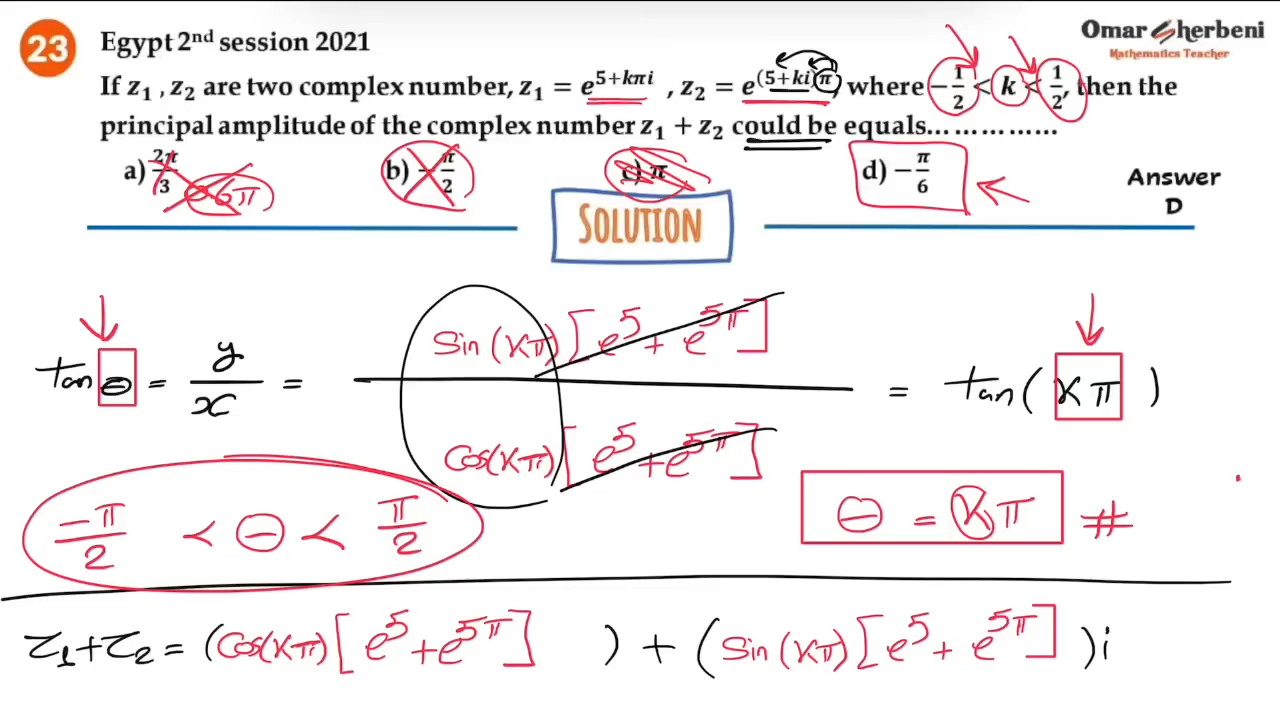 23 Egypt 2nd session 2021
Omar Sherbeni
Mathematics Teacher
If z₁ , z₂ are two complex number, z₁ = e^(5+kπi) , z₂ = e^((5+ki)(π)) where −1/2 < k < 1/2, then the
principal amplitude of the complex number z₁ + z₂ could be equals……………
a) 2π/3 b) −π/2 c) π d) −π/6
Answer
D
SOLUTION
tan θ = y/x = Sin(Kπ)[e^5 + e^5π] / Cos(Kπ)[e^5 + e^5π] = tan(Kπ)
−π/2 < θ < π/2
θ = Kπ #
Z₁+Z₂ = (Cos(Kπ)[e^5 + e^5π]) + (Sin(Kπ)[e^5 + e^5π])i